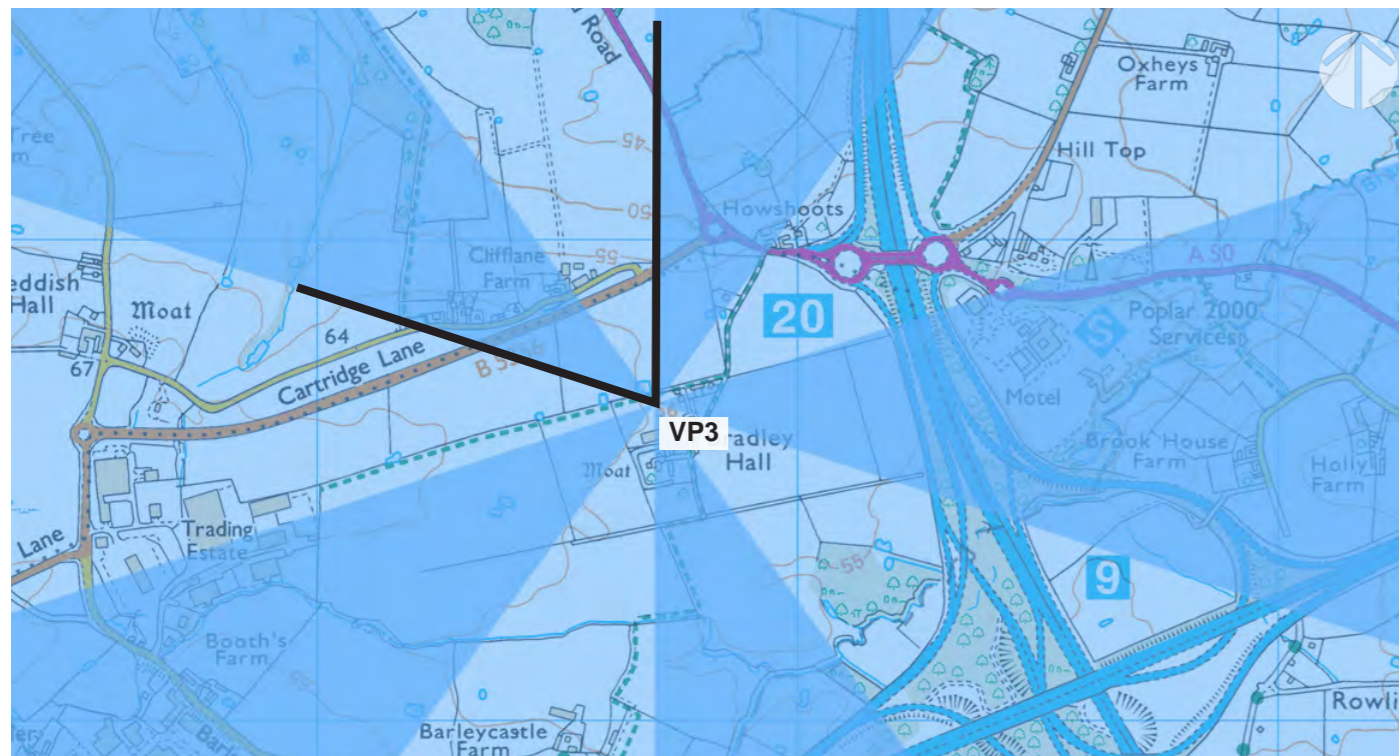 Road
Oxheys
Farm
45
Tree
Hill Top
50
Howshoots
55
Clifflane
Farm
A 50
eddish
Hall
Moat
20
S
Poplar 2000
Services
64
67
Cartridge Lane
Motel
VP3
radley
Hall
Moat
Brook House
Farm
Holly
Farm
Trading
Estate
Lane
55
9
Booth's
Farm
Barleycastle
Farm
Rowli